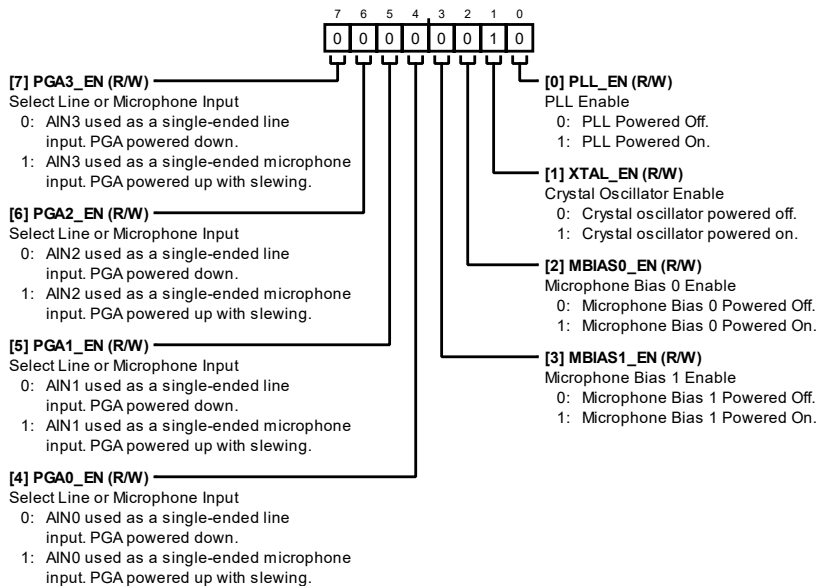 7 6 5 4 3 2 1 0
0 0 0 0 0 0 1 0
[7] PGA3_EN (R/W)
Select Line or Microphone Input
0: AIN3 used as a single-ended line
input. PGA powered down.
1: AIN3 used as a single-ended microphone
input. PGA powered up with slewing.
[6] PGA2_EN (R/W)
Select Line or Microphone Input
0: AIN2 used as a single-ended line
input. PGA powered down.
1: AIN2 used as a single-ended microphone
input. PGA powered up with slewing.
[5] PGA1_EN (R/W)
Select Line or Microphone Input
0: AIN1 used as a single-ended line
input. PGA powered down.
1: AIN1 used as a single-ended microphone
input. PGA powered up with slewing.
[4] PGA0_EN (R/W)
Select Line or Microphone Input
0: AIN0 used as a single-ended line
input. PGA powered down.
1: AIN0 used as a single-ended microphone
input. PGA powered up with slewing.
[0] PLL_EN (R/W)
PLL Enable
0: PLL Powered Off.
1: PLL Powered On.
[1] XTAL_EN (R/W)
Crystal Oscillator Enable
0: Crystal oscillator powered off.
1: Crystal oscillator powered on.
[2] MBIAS0_EN (R/W)
Microphone Bias 0 Enable
0: Microphone Bias 0 Powered Off.
1: Microphone Bias 0 Powered On.
[3] MBIAS1_EN (R/W)
Microphone Bias 1 Enable
0: Microphone Bias 1 Powered Off.
1: Microphone Bias 1 Powered On.